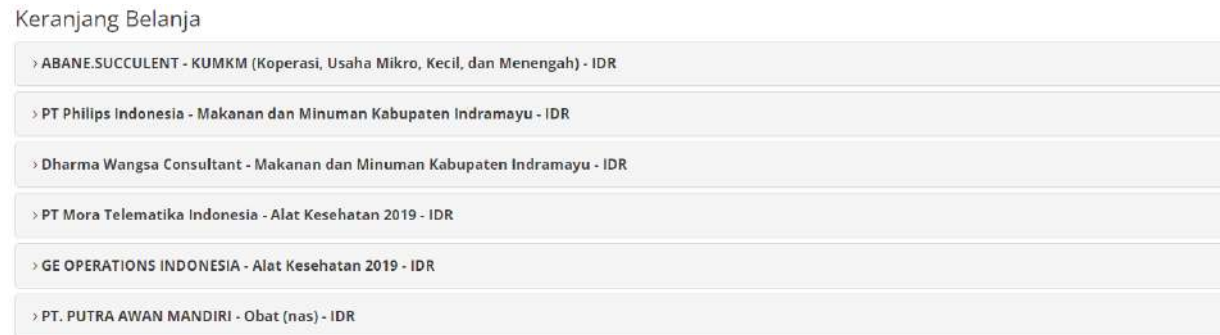 Keranjang Belanja
› ABANE.SUCCULENT - KUMKM (Koperasi, Usaha Mikro, Kecil, dan Menengah) - IDR
› PT Philips Indonesia - Makanan dan Minuman Kabupaten Indramayu - IDR
› Dharma Wangsa Consultant - Makanan dan Minuman Kabupaten Indramayu - IDR
› PT Mora Telematika Indonesia - Alat Kesehatan 2019 - IDR
› GE OPERATIONS INDONESIA - Alat Kesehatan 2019 - IDR
› PT. PUTRA AWAN MANDIRI - Obat (nas) - IDR